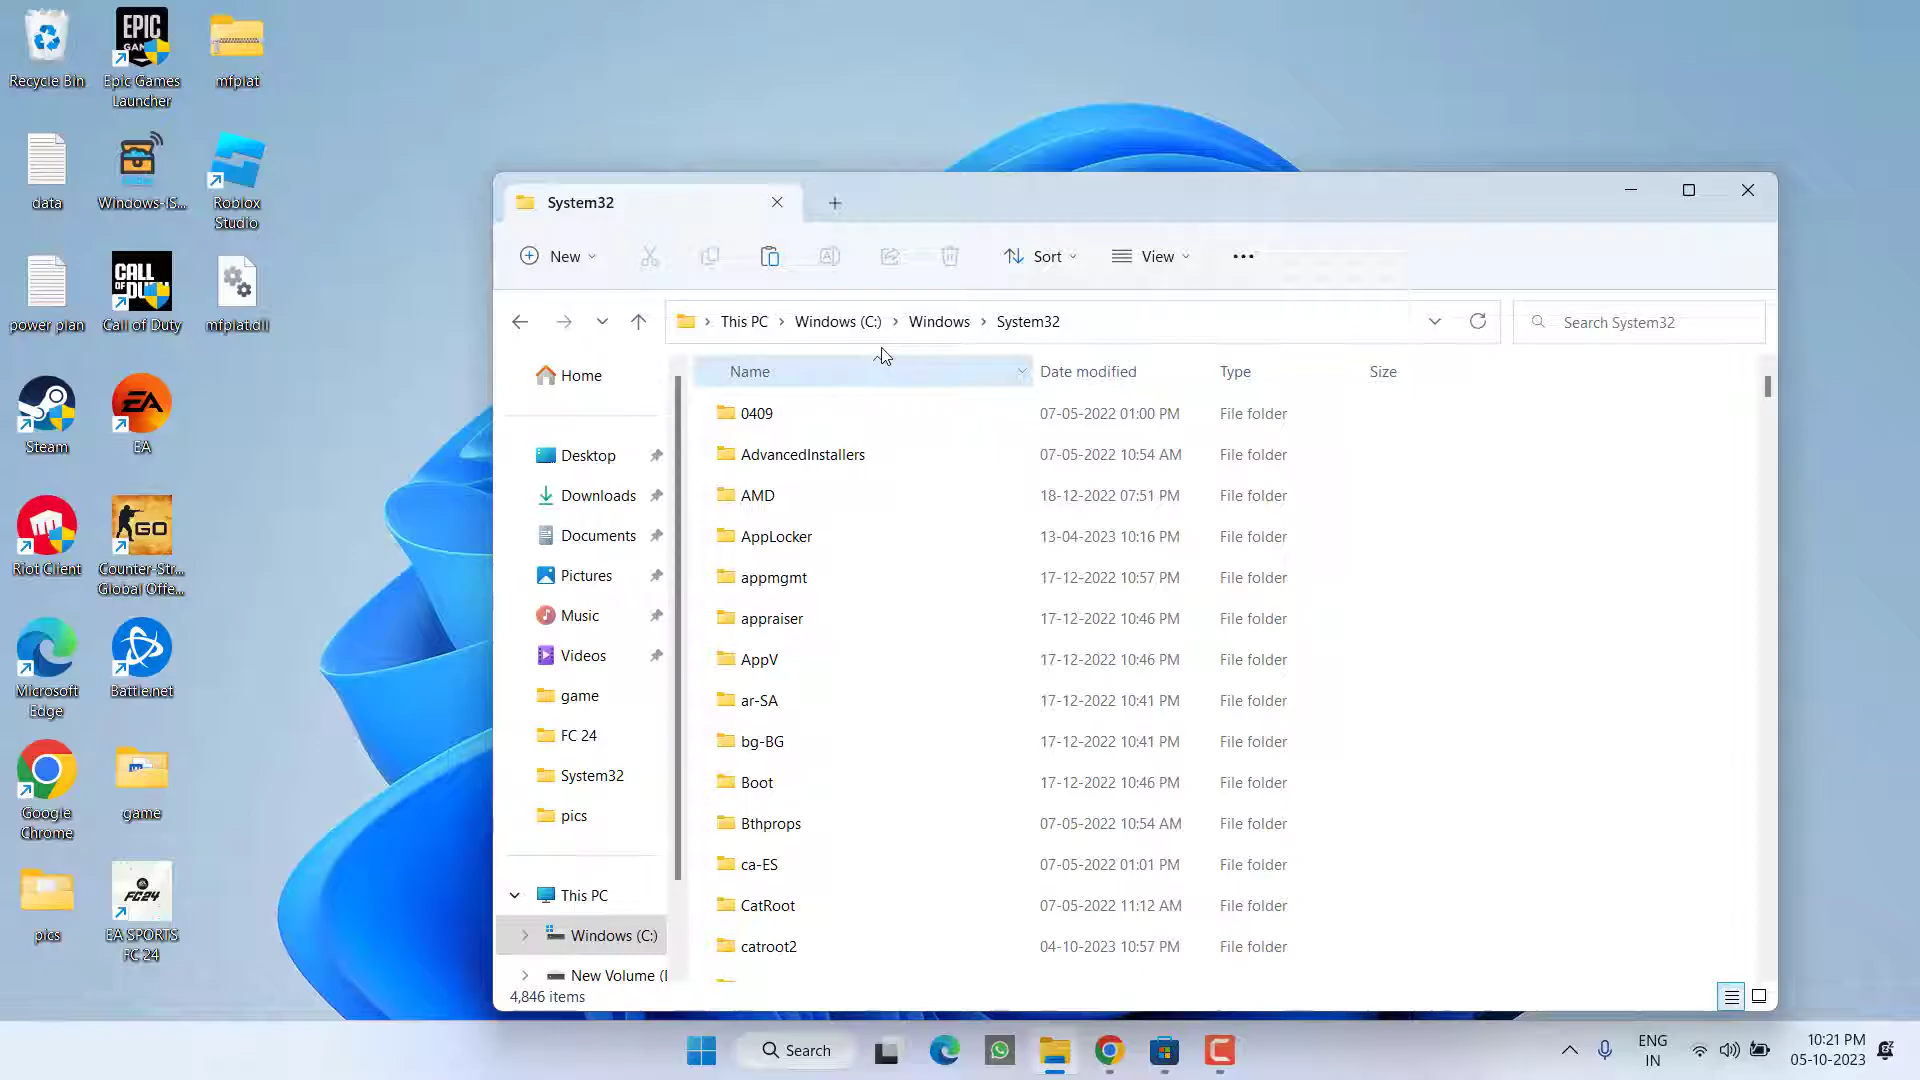 Recycle Bin
Epic Games
Launcher
mfplat
data
Windows-IS...
Roblox
Studio
power plan
Call of Duty
mfplat.dll
Steam
EA
Riot Client
Counter-Str...
Global Offe...
Microsoft
Edge
Battle.net
Google
Chrome
game
pics
EA SPORTS
FC 24
EPIC
CALL
OF DUTY
EA
GO
FC24
System32
New
Sort
View
This PC
Windows (C:)
Windows
System32
Search System32
Home
Desktop
Downloads
Documents
Pictures
Music
Videos
game
FC 24
System32
pics
This PC
Windows (C:)
New Volume (
Name Date modified Type Size
0409 07-05-2022 01:00 PM File folder
AdvancedInstallers 07-05-2022 10:54 AM File folder
AMD 18-12-2022 07:51 PM File folder
AppLocker 13-04-2023 10:16 PM File folder
appmgmt 17-12-2022 10:57 PM File folder
appraiser 17-12-2022 10:46 PM File folder
AppV 17-12-2022 10:46 PM File folder
ar-SA 17-12-2022 10:41 PM File folder
bg-BG 17-12-2022 10:41 PM File folder
Boot 17-12-2022 10:46 PM File folder
Bthprops 07-05-2022 10:54 AM File folder
ca-ES 07-05-2022 01:01 PM File folder
CatRoot 07-05-2022 11:12 AM File folder
catroot2 04-10-2023 10:57 PM File folder
4,846 items
Search
ENG
IN
10:21 PM
05-10-2023